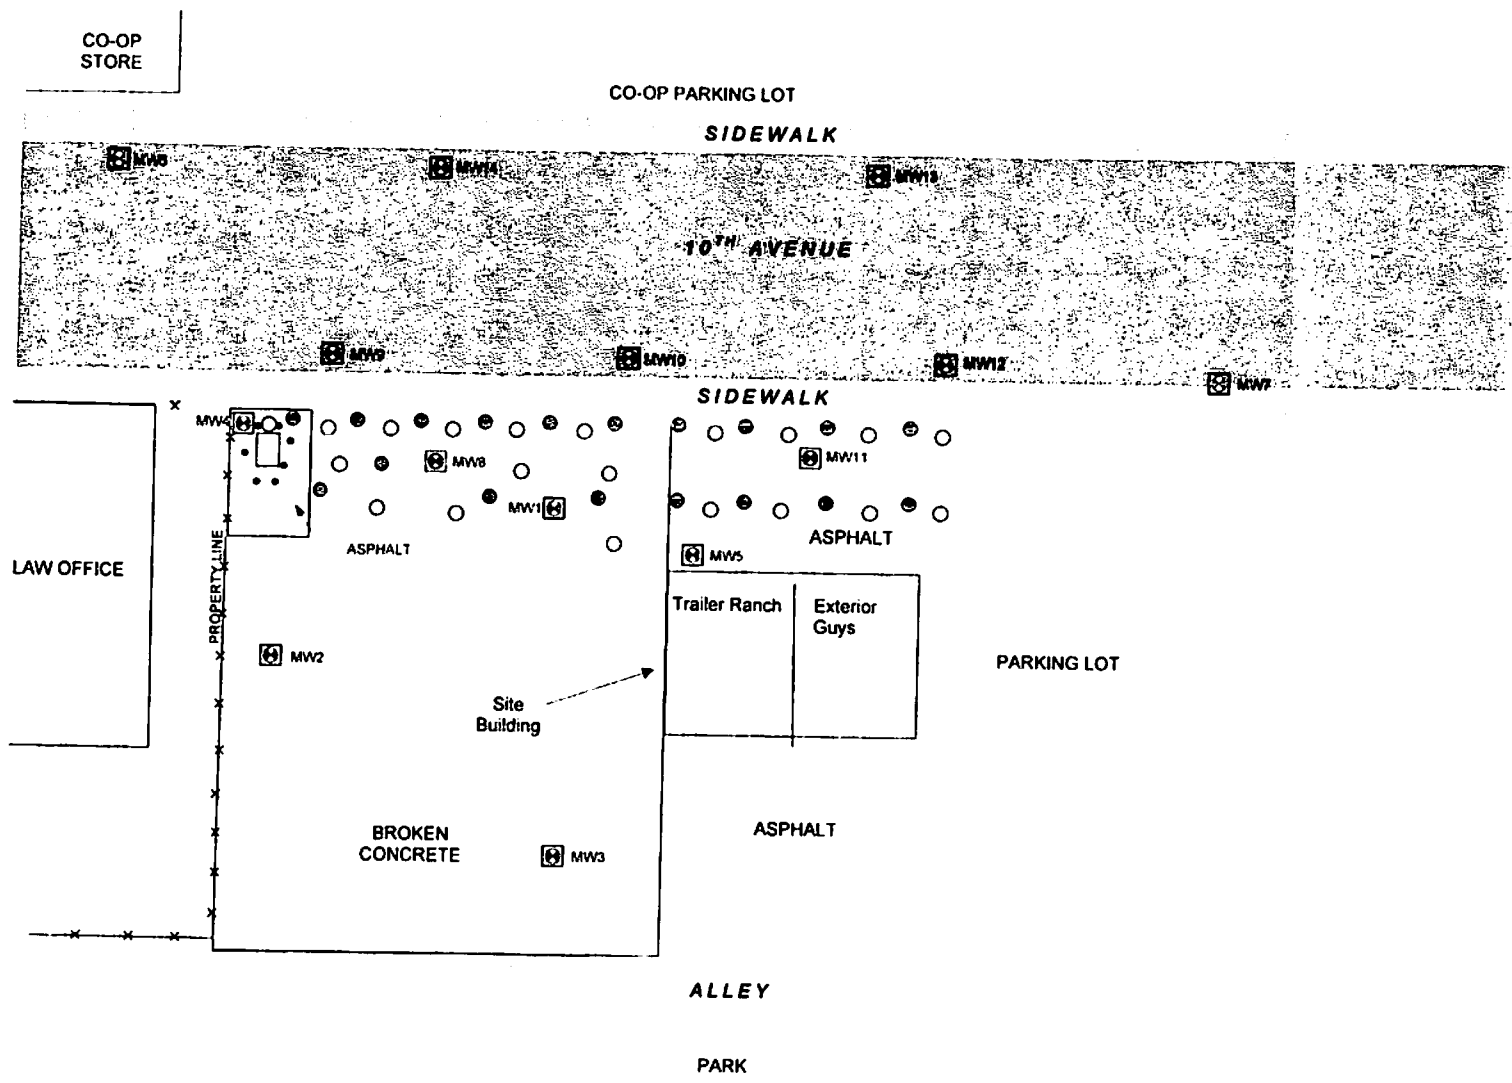 CO-OP
STORE
CO-OP PARKING LOT
SIDEWALK
MW14
MW13
10TH AVENUE
MW9
MW10
MW12
MW7
SIDEWALK
MW4
MW8
MW11
MW1
ASPHALT
ASPHALT
MW5
LAW OFFICE
PROPERTY LINE
Trailer Ranch
Exterior
Guys
MW2
PARKING LOT
Site
Building
BROKEN
CONCRETE
ASPHALT
MW3
ALLEY
PARK